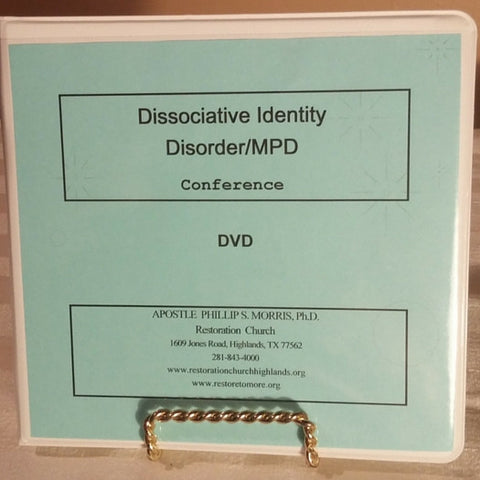 Dissociative Identity
Disorder/MPD
Conference
DVD
APOSTLE PHILLIP S. MORRIS, Ph.D.
Restoration Church
1609 Jones Road, Highlands, TX 77562
281-843-4000
www.restorationchurchhighlands.org
www.restoretomore.org